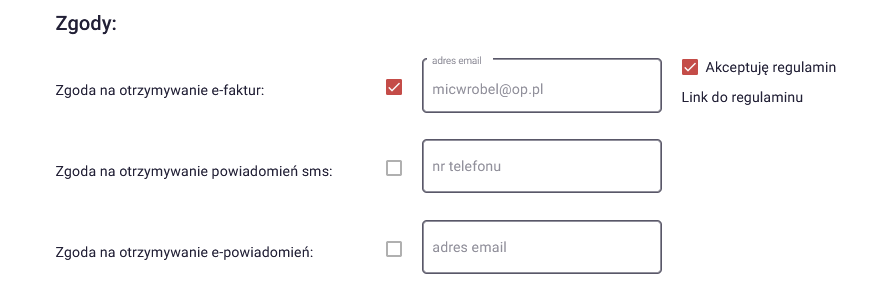 Zgody:
adres email
Akceptuję regulamin
Zgoda na otrzymywanie e-faktur:
micwrobel@op.pl
Link do regulaminu
Zgoda na otrzymywanie powiadomień sms:
nr telefonu
Zgoda na otrzymywanie e-powiadomień:
adres email